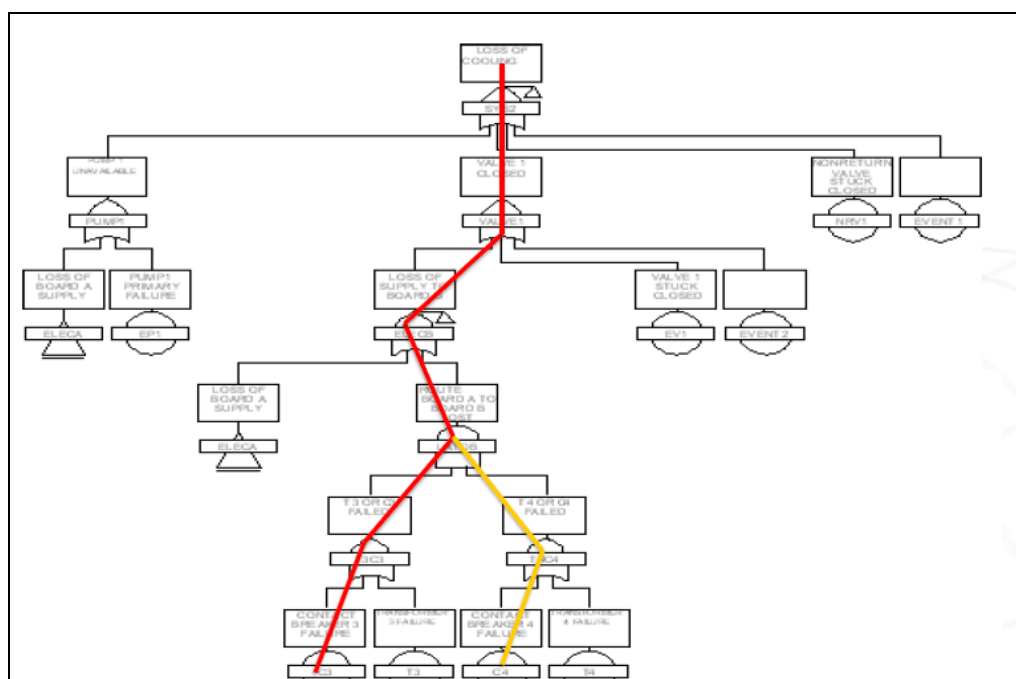 LOSS OF
COOLING
SYS2
PUMP 1
UNAVAILABLE
VALVE 1
CLOSED
NONRETURN
VALVE
STUCK
CLOSED
PUMP1
VALVE1
NRV1
EVENT 1
LOSS OF
BOARD A
SUPPLY
PUMP1
PRIMARY
FAILURE
LOSS OF
SUPPLY TO
BOARD B
VALVE 1
STUCK
CLOSED
ELECA
EP1
ELECB
EV1
EVENT 2
LOSS OF
BOARD A
SUPPLY
ROUTE
BOARD A TO
BOARD B
LOST
ELECA
T 3 OR
FAILED
T 4 OR
FAILED
CONTACT
BREAKER 3
FAILURE
TRANSFORMER
3 FAILURE
CONTACT
BREAKER 4
FAILURE
TRANSFORMER
4 FAILURE
C3
T3
C4
T4